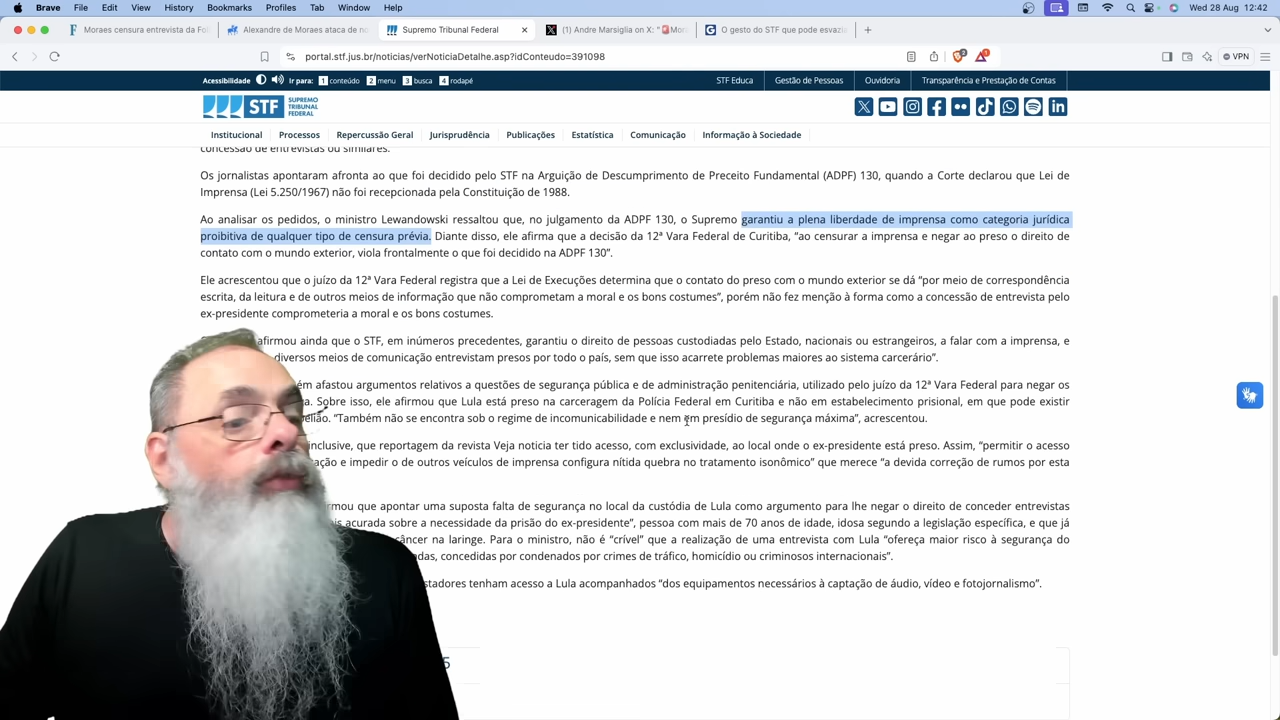 Brave File Edit View History Bookmarks Profiles Tab Window Help Wed 28 Aug 12:42
Moraes censura entrevista da Fol Alexandre de Moraes ataca de no Supremo Tribunal Federal (1) Andre Marsiglia on X: "🚨Mor O gesto do STF que pode esvazia
portal.stf.jus.br/noticias/verNoticiaDetalhe.asp?idConteudo=391098 VPN
Acessibilidade Ir para: 1 conteúdo 2 menu 3 busca 4 rodapé STF Educa Gestão de Pessoas Ouvidoria Transparência e Prestação de Contas
STF SUPREMO TRIBUNAL FEDERAL
Institucional Processos Repercussão Geral Jurisprudência Publicações Estatística Comunicação Informação à Sociedade
concessão de entrevistas ou similares.
Os jornalistas apontaram afronta ao que foi decidido pelo STF na Arguição de Descumprimento de Preceito Fundamental (ADPF) 130, quando a Corte declarou que Lei de
Imprensa (Lei 5.250/1967) não foi recepcionada pela Constituição de 1988.
Ao analisar os pedidos, o ministro Lewandowski ressaltou que, no julgamento da ADPF 130, o Supremo garantiu a plena liberdade de imprensa como categoria jurídica
proibitiva de qualquer tipo de censura prévia. Diante disso, ele afirma que a decisão da 12ª Vara Federal de Curitiba, “ao censurar a imprensa e negar ao preso o direito de
contato com o mundo exterior, viola frontalmente o que foi decidido na ADPF 130”.
Ele acrescentou que o juízo da 12ª Vara Federal registra que a Lei de Execuções determina que o contato do preso com o mundo exterior se dá “por meio de correspondência
escrita, da leitura e de outros meios de informação que não comprometam a moral e os bons costumes”, porém não fez menção à forma como a concessão de entrevista pelo
ex-presidente comprometeria a moral e os bons costumes.
afirmou ainda que o STF, em inúmeros precedentes, garantiu o direito de pessoas custodiadas pelo Estado, nacionais ou estrangeiros, a falar com a imprensa, e
diversos meios de comunicação entrevistam presos por todo o país, sem que isso acarrete problemas maiores ao sistema carcerário”.
ém afastou argumentos relativos a questões de segurança pública e de administração penitenciária, utilizado pelo juízo da 12ª Vara Federal para negar os
a. Sobre isso, ele afirmou que Lula está preso na carceragem da Polícia Federal em Curitiba e não em estabelecimento prisional, em que pode existir
elião. “Também não se encontra sob o regime de incomunicabilidade e nem em presídio de segurança máxima”, acrescentou.
inclusive, que reportagem da revista Veja noticia ter tido acesso, com exclusividade, ao local onde o ex-presidente está preso. Assim, “permitir o acesso
ação e impedir o de outros veículos de imprensa configura nítida quebra no tratamento isonômico” que merece “a devida correção de rumos por esta
rmou que apontar uma suposta falta de segurança no local da custódia de Lula como argumento para lhe negar o direito de conceder entrevistas
is acurada sobre a necessidade da prisão do ex-presidente”, pessoa com mais de 70 anos de idade, idosa segundo a legislação específica, e que já
câncer na laringe. Para o ministro, não é “crível” que a realização de uma entrevista com Lula “ofereça maior risco à segurança do
adas, concedidas por condenados por crimes de tráfico, homicídio ou criminosos internacionais”.
stadores tenham acesso a Lula acompanhados “dos equipamentos necessários à captação de áudio, vídeo e fotojornalismo”.
5